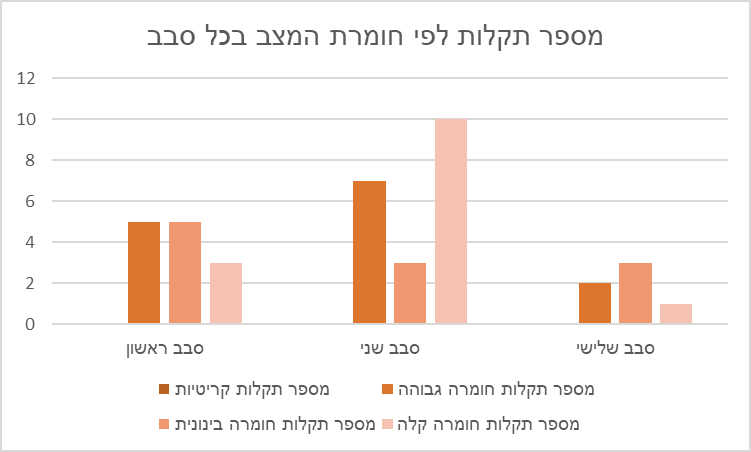 מספר תקלות לפי חומרת המצב בכל סבב
12
10
8
6
4
2
0
סבב ראשון
סבב שני
סבב שלישי
מספר תקלות קריטיות
מספר תקלות חומרה גבוהה
מספר תקלות חומרה בינונית
מספר תקלות חומרה קלה